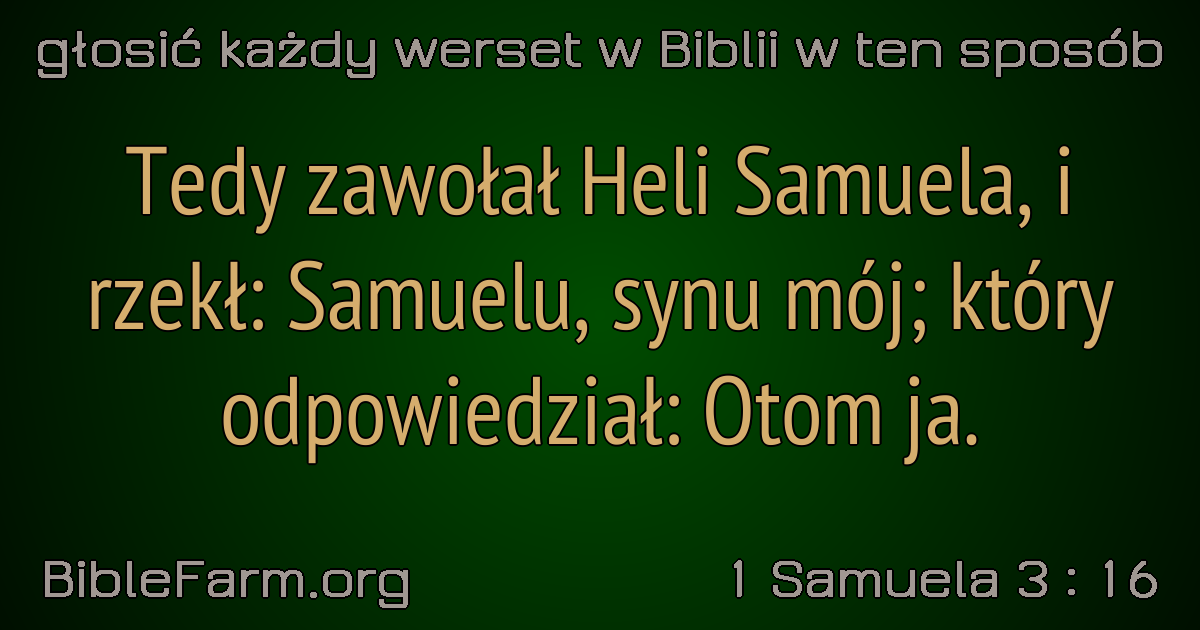 głosić każdy werset w Biblii w ten sposób
Tedy zawołał Heli Samuela, i
rzekł: Samuelu, synu mój; który
odpowiedział: Otom ja.
BibleFarm.org
1 Samuela 3 : 16